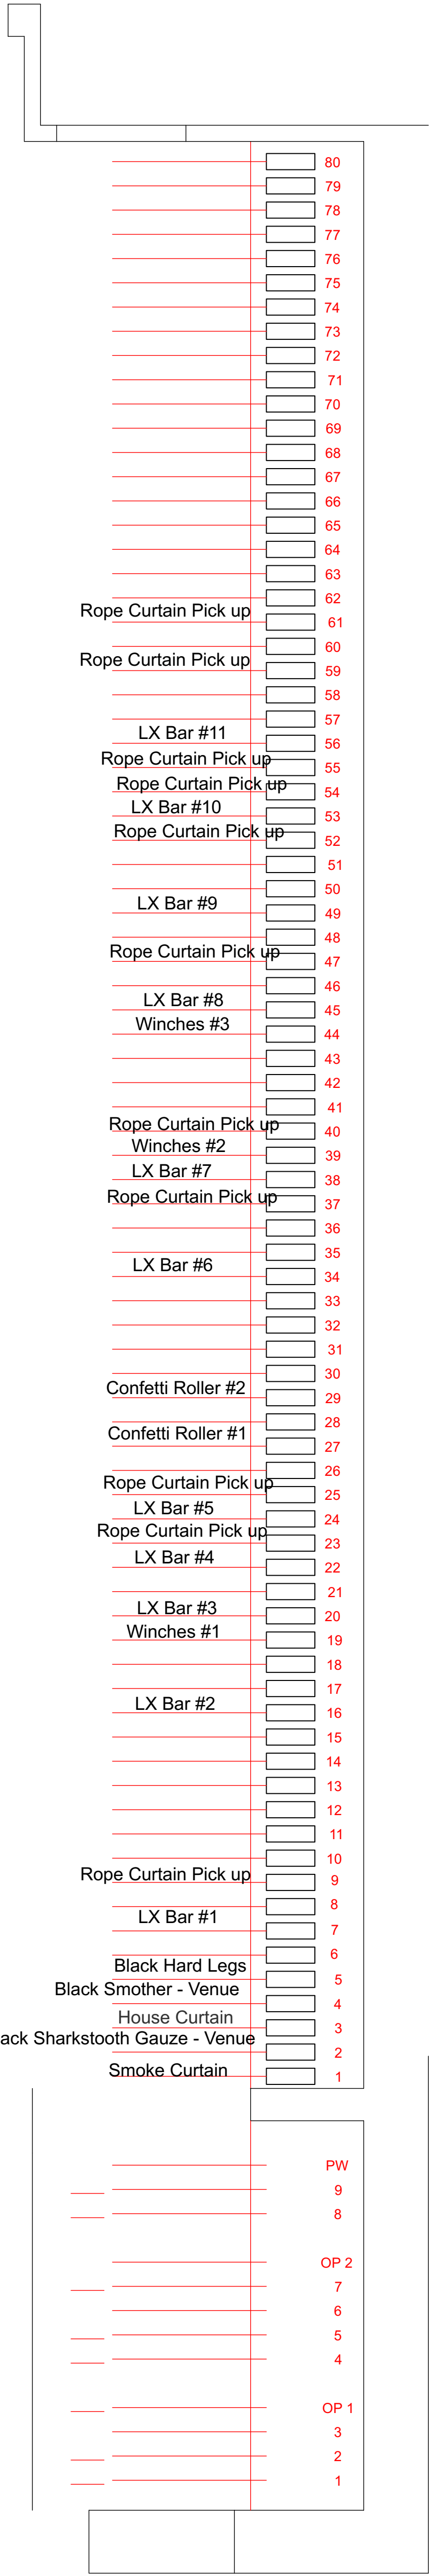 80
79
78
77
76
75
74
73
72
71
70
69
68
67
66
65
64
63
62
Rope Curtain Pick up
61
60
Rope Curtain Pick up
59
58
57
LX Bar #11
56
Rope Curtain Pick up
55
Rope Curtain Pick up
54
LX Bar #10
53
Rope Curtain Pick up
52
51
50
LX Bar #9
49
48
Rope Curtain Pick up
47
46
LX Bar #8
45
Winches #3
44
43
42
41
Rope Curtain Pick up
40
Winches #2
39
LX Bar #7
38
Rope Curtain Pick up
37
36
35
LX Bar #6
34
33
32
31
30
Confetti Roller #2
29
28
Confetti Roller #1
27
26
Rope Curtain Pick up
25
LX Bar #5
24
Rope Curtain Pick up
23
LX Bar #4
22
21
LX Bar #3
20
Winches #1
19
18
17
LX Bar #2
16
15
14
13
12
11
10
Rope Curtain Pick up
9
8
LX Bar #1
7
6
Black Hard Legs
5
Black Smother - Venue
4
House Curtain
3
ack Sharkstooth Gauze - Venue
2
Smoke Curtain
1
PW
9
8
OP 2
7
6
5
4
OP 1
3
2
1